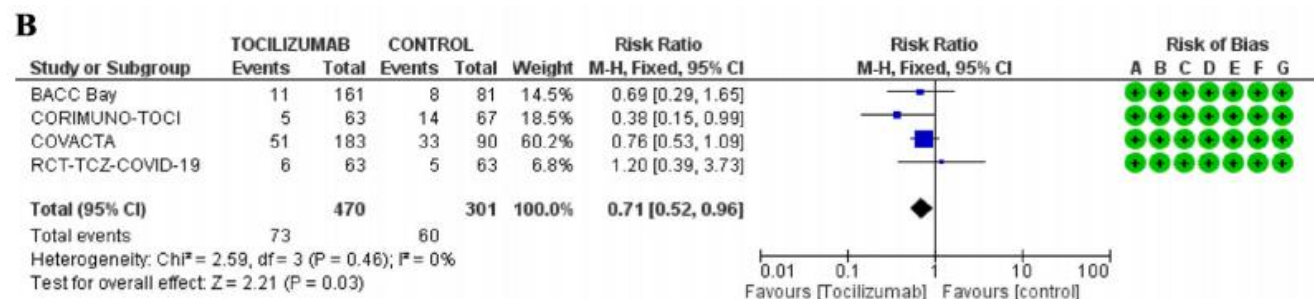 B
TOCILIZUMAB CONTROL Risk Ratio Risk Ratio Risk of Bias
Study or Subgroup Events Total Events Total Weight M-H, Fixed, 95% CI M-H, Fixed, 95% CI A B C D E F G
BACC Bay 11 161 8 81 14.5% 0.69 [0.29, 1.65]
CORIMUNO-TOCI 5 63 14 67 18.5% 0.38 [0.15, 0.99]
COVACTA 51 183 33 90 60.2% 0.76 [0.53, 1.09]
RCT-TCZ-COVID-19 6 63 5 63 6.8% 1.20 [0.39, 3.73]
Total (95% CI) 470 301 100.0% 0.71 [0.52, 0.96]
Total events 73 60
Heterogeneity: Chi² = 2.59, df = 3 (P = 0.46); I² = 0%
Test for overall effect: Z = 2.21 (P = 0.03)
0.01 0.1 1 10 100
Favours [Tocilizumab] Favours [control]